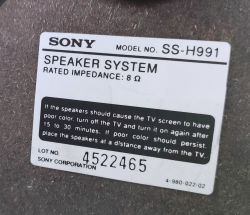 SONY MODEL NO. SS-H991
SPEAKER SYSTEM
RATED IMPEDANCE: 8 Ω
If the speakers should cause the TV screen to have
poor color, turn off the TV and turn it on again after
15 to 30 minutes. If poor color should persist,
place the speakers at a distance away from the TV.
LOT NO. 4522465
SONY CORPORATION
4-980-822-02